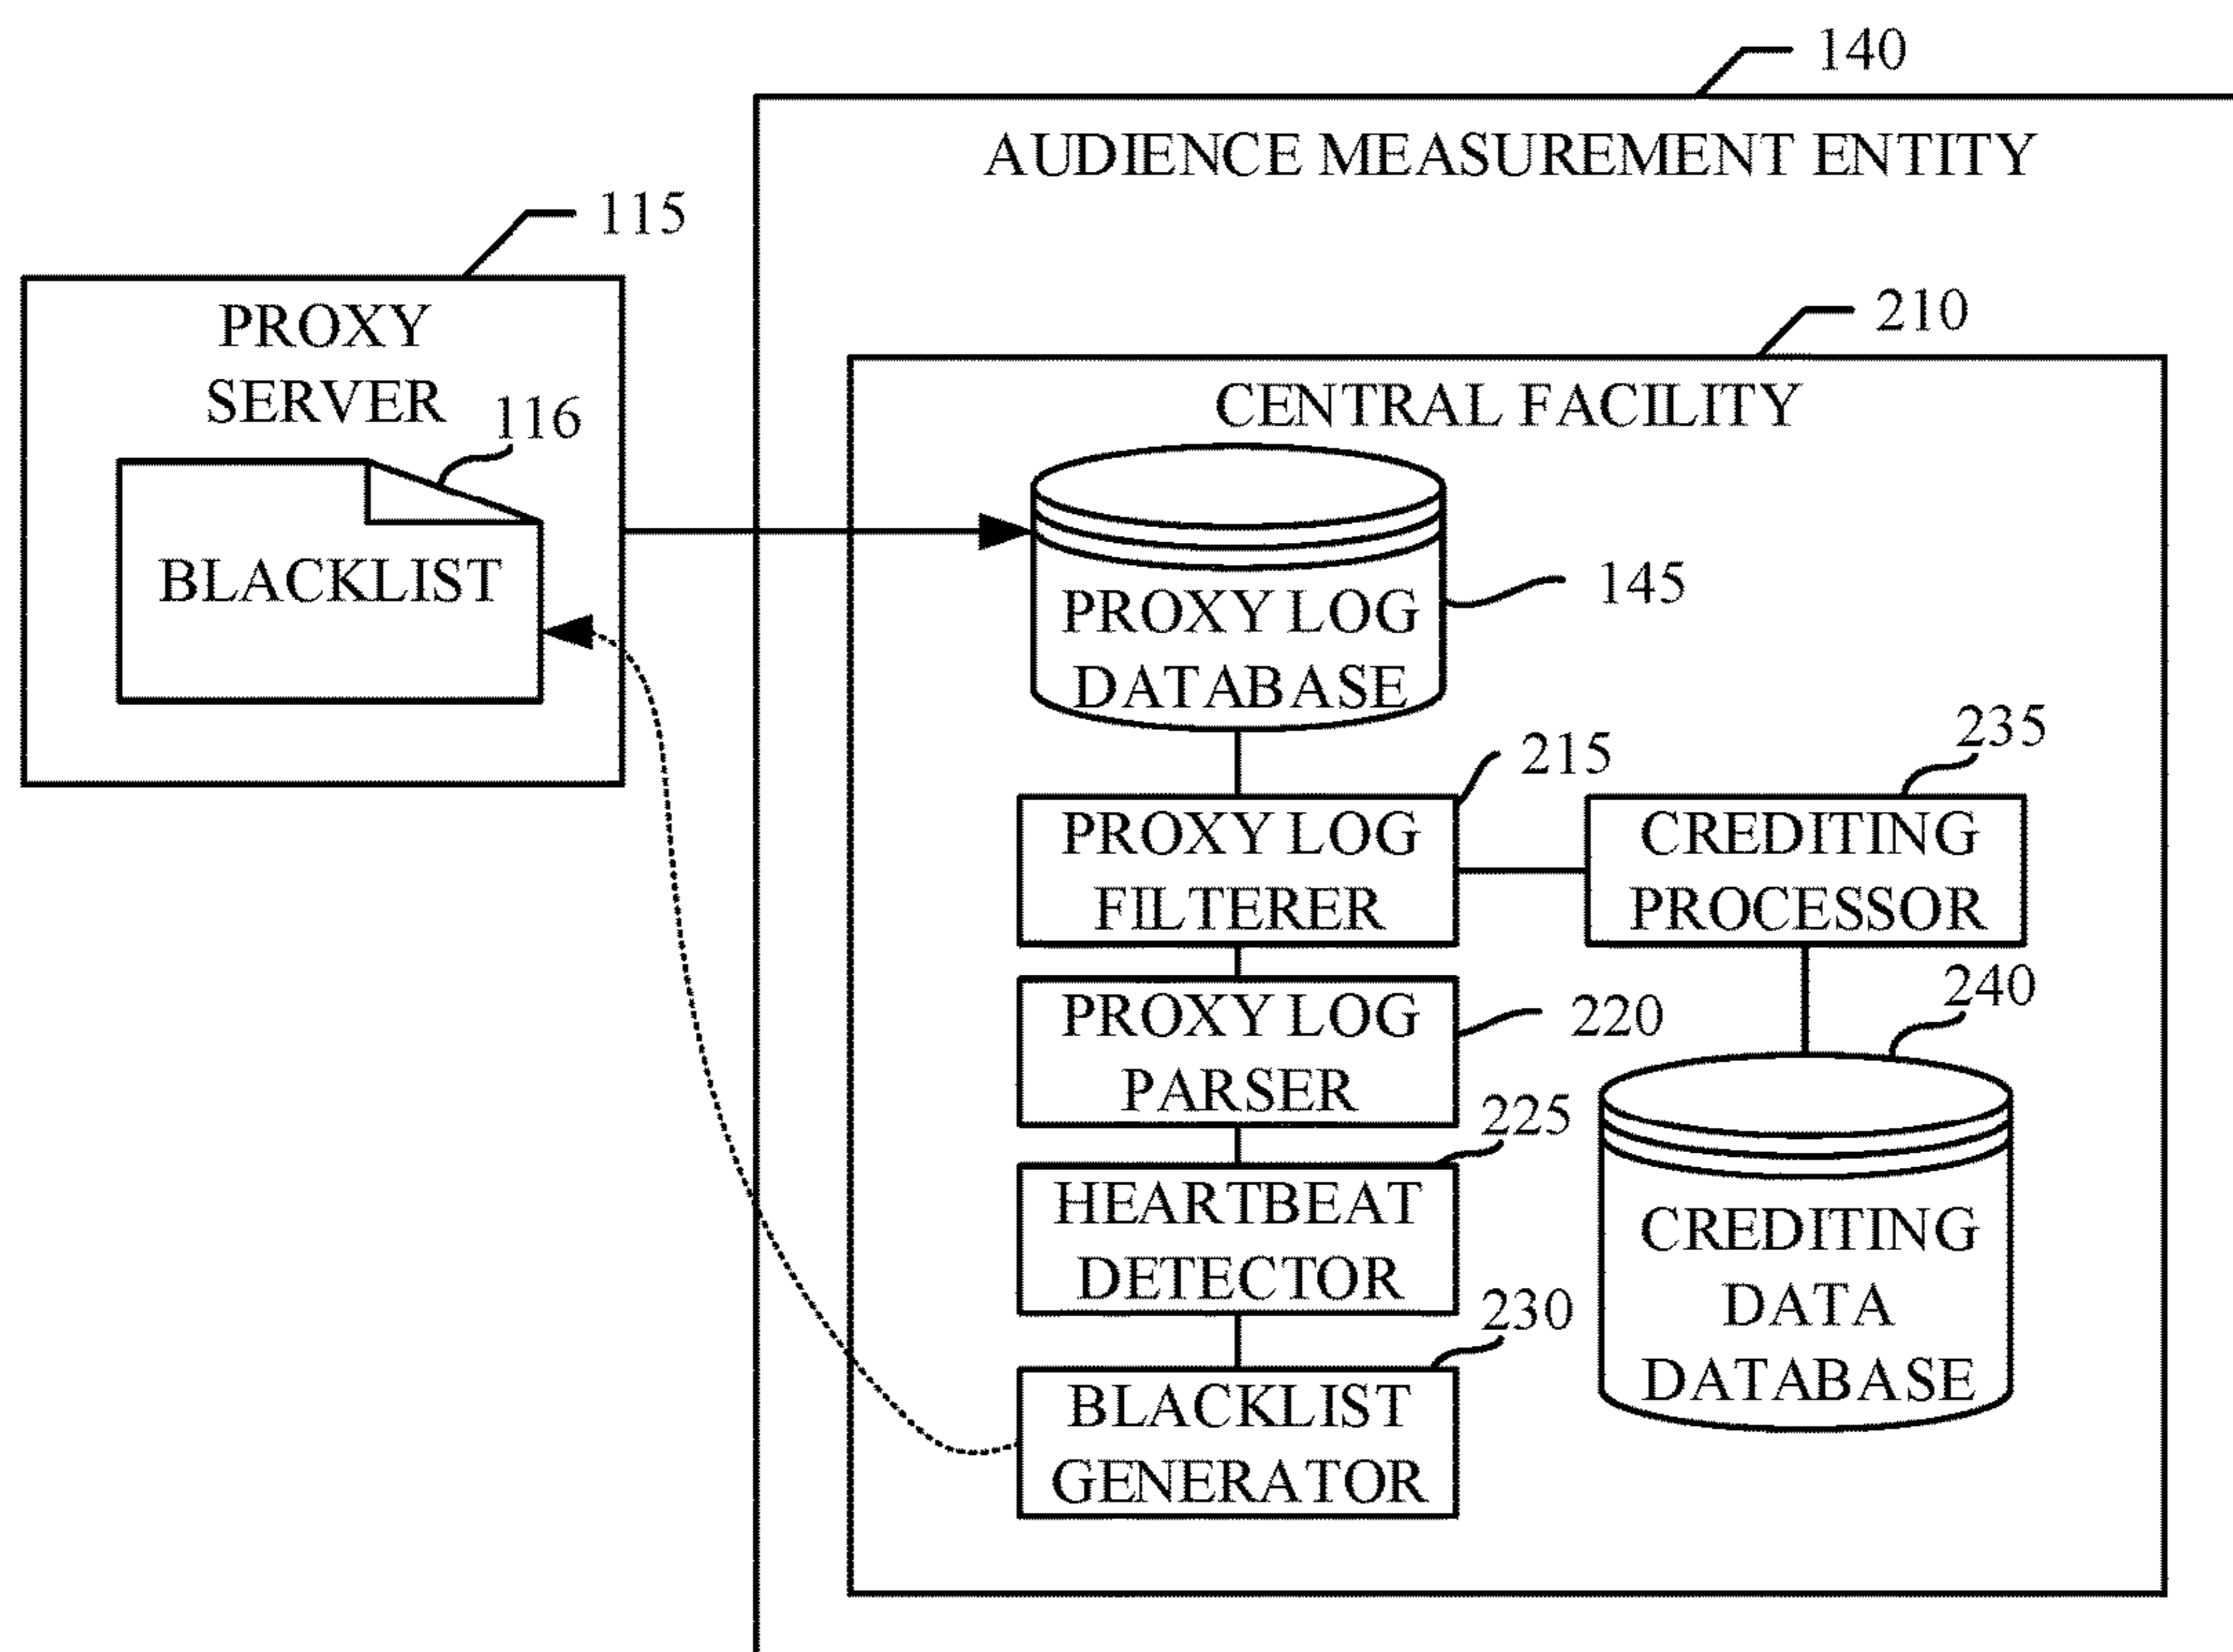 140
AUDIENCE MEASUREMENT ENTITY
115
PROXY
SERVER
116
BLACKLIST
210
CENTRAL FACILITY
PROXY LOG
DATABASE
145
215
PROXY LOG
FILTERER
235
CREDITING
PROCESSOR
PROXY LOG
PARSER
220
240
CREDITING
DATA
DATABASE
225
HEARTBEAT
DETECTOR
230
BLACKLIST
GENERATOR